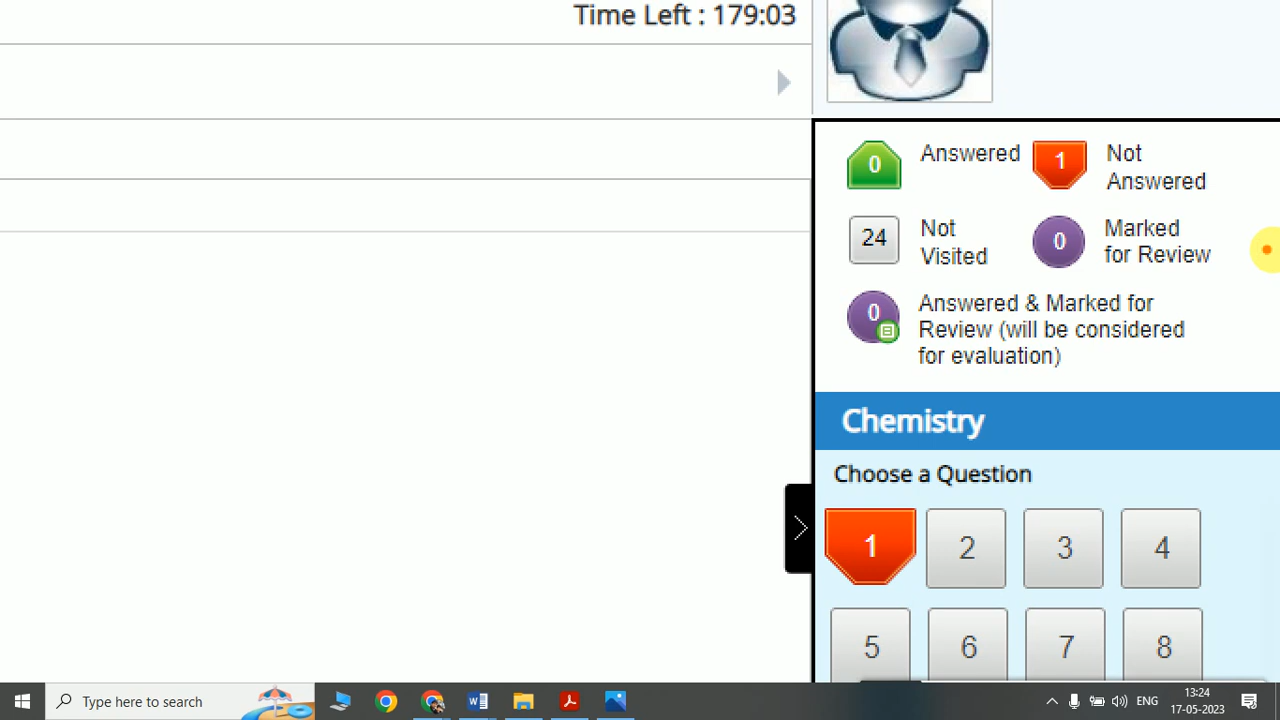 Time Left : 179:03
0 Answered 1 Not Answered
24 Not Visited 0 Marked for Review
0 Answered & Marked for
Review (will be considered
for evaluation)
Chemistry
Choose a Question
1 2 3 4
5 6 7 8
Type here to search
ENG
13:24
17-05-2023